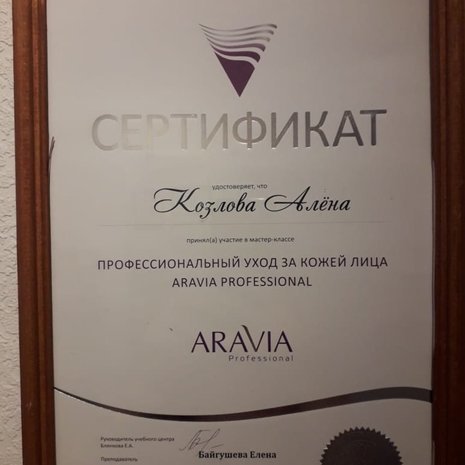 СЕРТИФИКАТ
удостоверяет, что
Козлова Алёна
принял(а) участие в мастер-классе
ПРОФЕССИОНАЛЬНЫЙ УХОД ЗА КОЖЕЙ ЛИЦА
ARAVIA PROFESSIONAL
ARAVIA
Professional
Руководитель учебного центра
Блянкова Е.А.
Байгушева Елена
Преподаватель